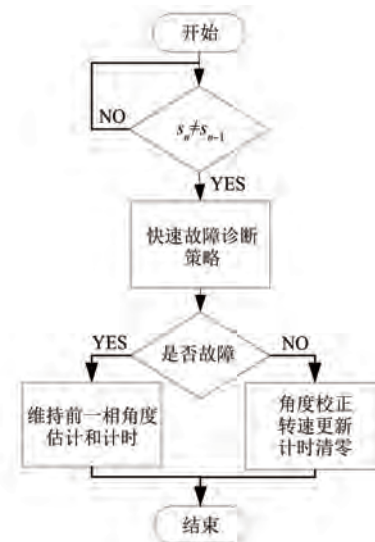 开始
NO
sₙ≠sₙ₋₁
YES
快速故障诊断
策略
YES
是否故障
NO
维持前一相角度
估计和计时
角度校正
转速更新
计时清零
结束